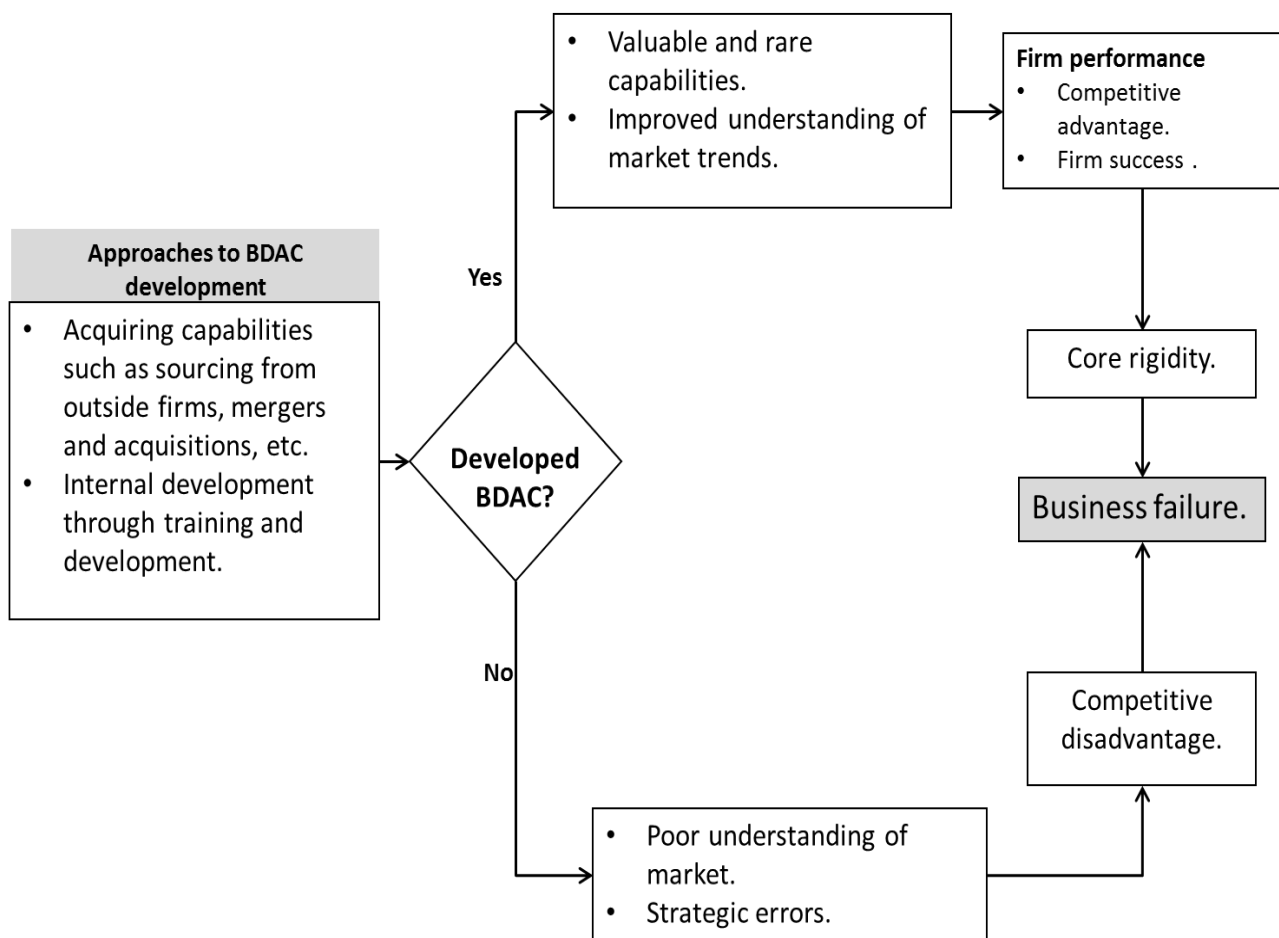 Approaches to BDAC
development
• Acquiring capabilities
such as sourcing from
outside firms, mergers
and acquisitions, etc.
• Internal development
through training and
development.
Developed
BDAC?
Yes
• Valuable and rare
capabilities.
• Improved understanding of
market trends.
Firm performance
• Competitive
advantage.
• Firm success .
Core rigidity.
Business failure.
No
• Poor understanding of
market.
• Strategic errors.
Competitive
disadvantage.